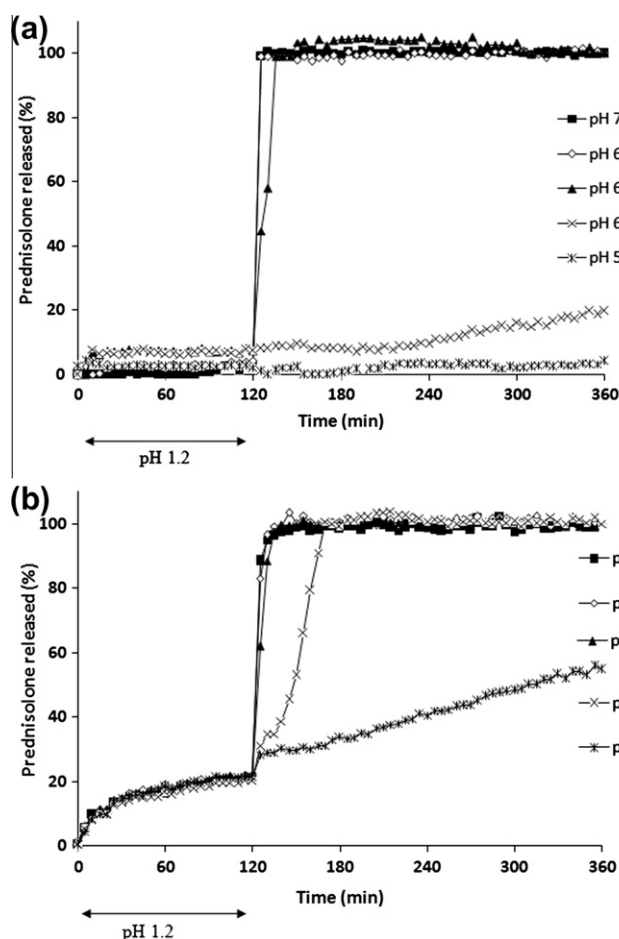 (a)
Prednisolone released (%)
100
80
60
40
20
0
pH 7
pH 6
pH 6
pH 6
pH 5
0 60 120 180 240 300 360
Time (min)
pH 1.2
(b)
Prednisolone released (%)
100
80
60
40
20
0
p
p
p
p
p
0 60 120 180 240 300 360
Time (min)
pH 1.2